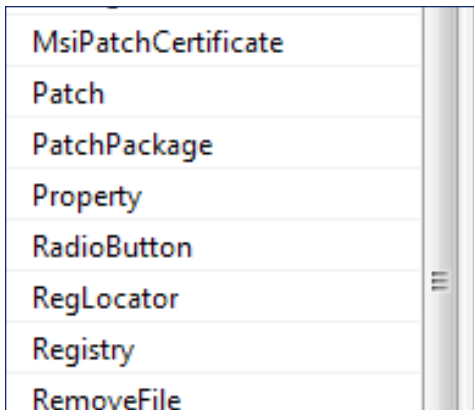 MsiPatchCertificate
Patch
PatchPackage
Property
RadioButton
RegLocator
Registry
RemoveFile